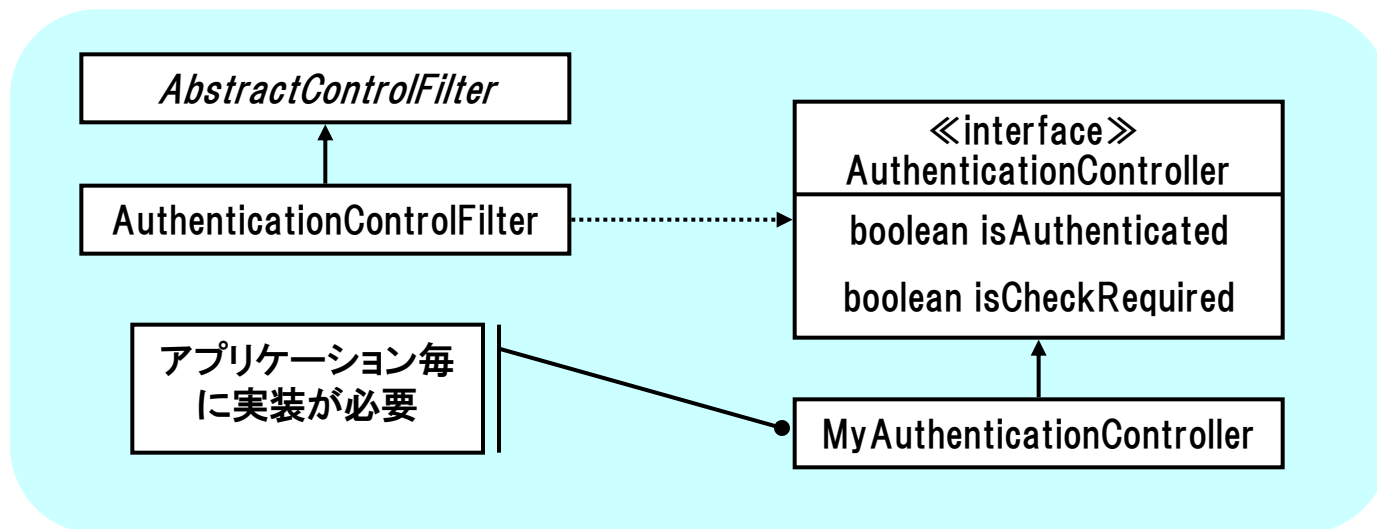 AbstractControlFilter
AuthenticationControlFilter
≪interface≫
AuthenticationController
boolean isAuthenticated
boolean isCheckRequired
アプリケーション毎
に実装が必要
MyAuthenticationController